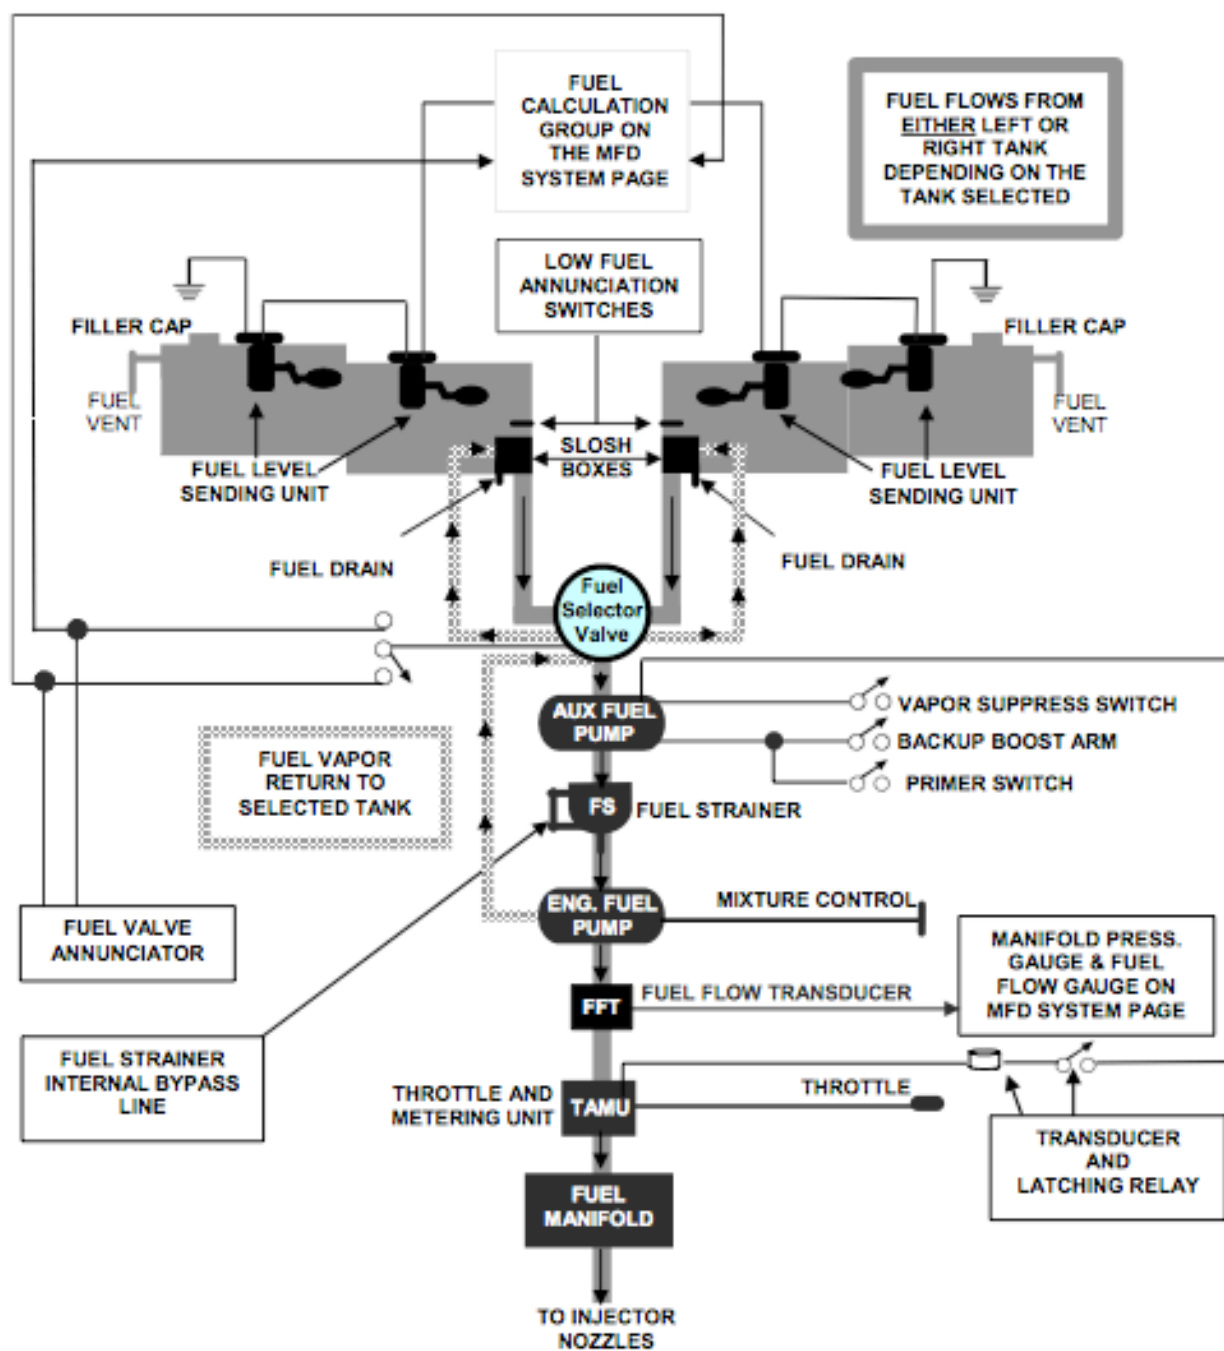 FUEL
CALCULATION
GROUP ON
THE MFD
SYSTEM PAGE
FUEL FLOWS FROM
EITHER LEFT OR
RIGHT TANK
DEPENDING ON THE
TANK SELECTED
LOW FUEL
ANNUNCIATION
SWITCHES
FILLER CAP
FILLER CAP
FUEL
VENT
FUEL
VENT
SLOSH
BOXES
FUEL LEVEL
SENDING UNIT
FUEL LEVEL
SENDING UNIT
FUEL DRAIN
FUEL DRAIN
Fuel
Selector
Valve
AUX FUEL
PUMP
VAPOR SUPPRESS SWITCH
BACKUP BOOST ARM
PRIMER SWITCH
FUEL VAPOR
RETURN TO
SELECTED TANK
FS
FUEL STRAINER
ENG. FUEL
PUMP
MIXTURE CONTROL
FUEL VALVE
ANNUNCIATOR
MANIFOLD PRESS.
GAUGE & FUEL
FLOW GAUGE ON
MFD SYSTEM PAGE
FFT
FUEL FLOW TRANSDUCER
FUEL STRAINER
INTERNAL BYPASS
LINE
THROTTLE AND
METERING UNIT
TAMU
THROTTLE
TRANSDUCER
AND
LATCHING RELAY
FUEL
MANIFOLD
TO INJECTOR
NOZZLES